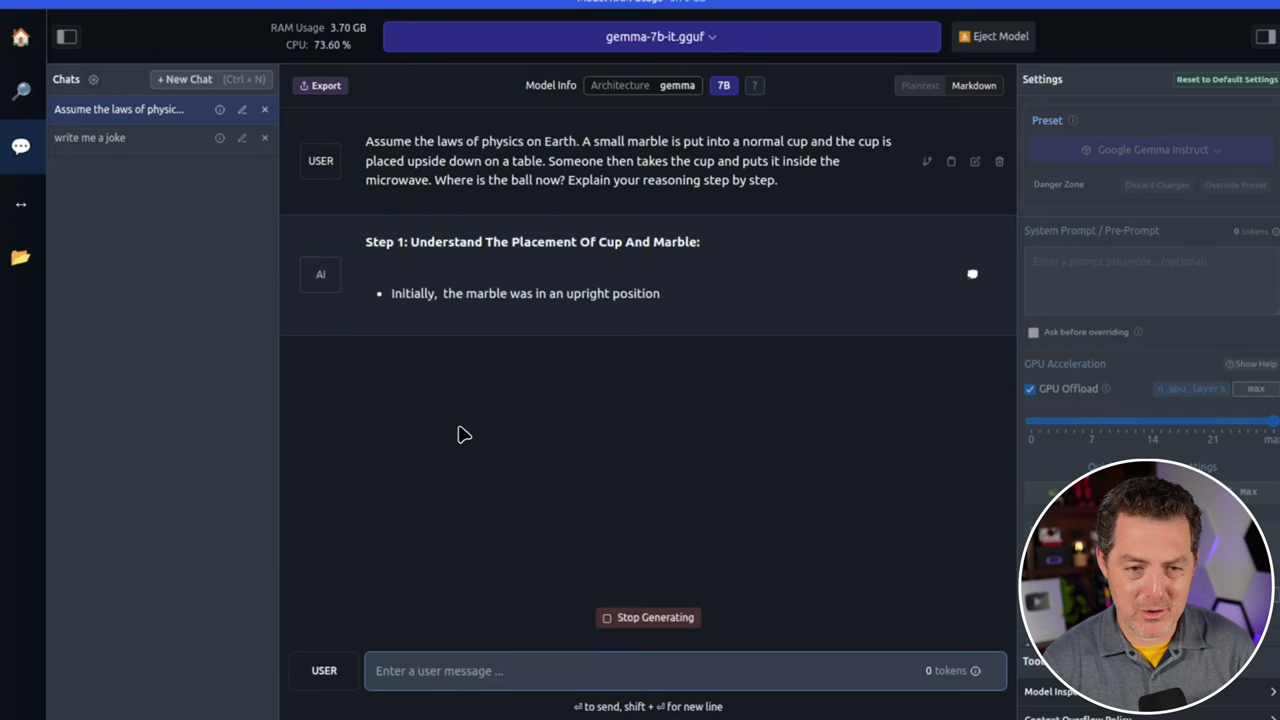 RAM Usage 3.70 GB
CPU: 73.60 %
gemma-7b-it.gguf
Eject Model
Chats
+ New Chat (Ctrl + N)
Export
Model Info Architecture gemma 7B ?
Plaintext Markdown
Settings
Reset to Default Settings
Assume the laws of physic...
write me a joke
USER
Assume the laws of physics on Earth. A small marble is put into a normal cup and the cup is
placed upside down on a table. Someone then takes the cup and puts it inside the
microwave. Where is the ball now? Explain your reasoning step by step.
AI
Step 1: Understand The Placement Of Cup And Marble:
• Initially, the marble was in an upright position
Preset
Google Gemma Instruct
Danger Zone Discard Changes Override Preset
System Prompt / Pre-Prompt 0 tokens
Enter a prompt preamble... (optional)
Ask before overriding
GPU Acceleration Show Help
GPU Offload n_gpu_layers max
0 7 14 21
Max
Stop Generating
USER
Enter a user message ...
0 tokens
⏎ to send, shift + ⏎ for new line
Model